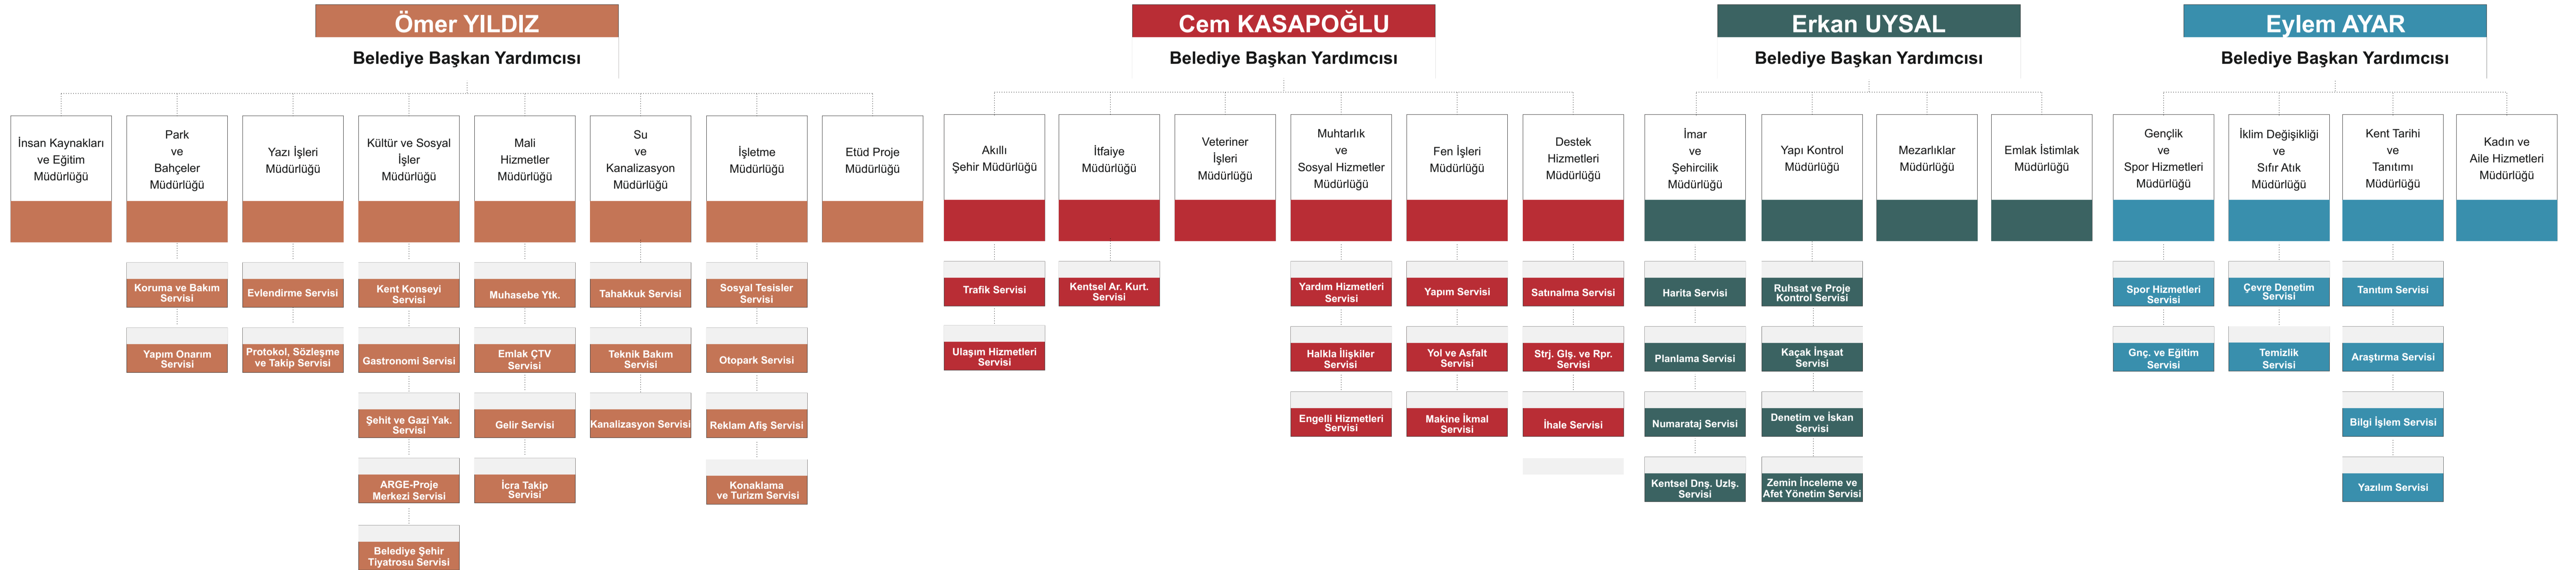 Ömer YILDIZ
Belediye Başkan Yardımcısı
İnsan Kaynakları
ve Eğitim
Müdürlüğü
Park
ve
Bahçeler
Müdürlüğü
Koruma ve Bakım
Servisi
Yapım Onarım
Servisi
Yazı İşleri
Müdürlüğü
Evlendirme Servisi
Protokol, Sözleşme
ve Takip Servisi
Kültür ve Sosyal
İşler
Müdürlüğü
Kent Konseyi
Servisi
Gastronomi Servisi
Şehit ve Gazi Yak.
Servisi
ARGE-Proje
Merkezi Servisi
Belediye Şehir
Tiyatrosu Servisi
Mali
Hizmetler
Müdürlüğü
Muhasebe Ytk.
Emlak ÇTV
Servisi
Gelir Servisi
İcra Takip
Servisi
Su
ve
Kanalizasyon
Müdürlüğü
Tahakkuk Servisi
Teknik Bakım
Servisi
Kanalizasyon Servisi
İşletme
Müdürlüğü
Sosyal Tesisler
Servisi
Otopark Servisi
Reklam Afiş Servisi
Konaklama
ve Turizm Servisi
Etüd Proje
Müdürlüğü
Cem KASAPOĞLU
Belediye Başkan Yardımcısı
Akıllı
Şehir Müdürlüğü
Trafik Servisi
Ulaşım Hizmetleri
Servisi
İtfaiye
Müdürlüğü
Kentsel Ar. Kurt.
Servisi
Veteriner
İşleri
Müdürlüğü
Muhtarlık
ve
Sosyal Hizmetler
Müdürlüğü
Yardım Hizmetleri
Servisi
Halkla İlişkiler
Servisi
Engelli Hizmetleri
Servisi
Fen İşleri
Müdürlüğü
Yapım Servisi
Yol ve Asfalt
Servisi
Makine İkmal
Servisi
Destek
Hizmetleri
Müdürlüğü
Satınalma Servisi
Strj. Glş. ve Rpr.
Servisi
İhale Servisi
Erkan UYSAL
Belediye Başkan Yardımcısı
İmar
ve
Şehircilik
Müdürlüğü
Harita Servisi
Planlama Servisi
Numarataj Servisi
Kentsel Dnş. Uzlş.
Servisi
Yapı Kontrol
Müdürlüğü
Ruhsat ve Proje
Kontrol Servisi
Kaçak İnşaat
Servisi
Denetim ve İskan
Servisi
Zemin İnceleme ve
Afet Yönetim Servisi
Mezarlıklar
Müdürlüğü
Emlak İstimlak
Müdürlüğü
Eylem AYAR
Belediye Başkan Yardımcısı
Gençlik
ve
Spor Hizmetleri
Müdürlüğü
Spor Hizmetleri
Servisi
Gnç. ve Eğitim
Servisi
İklim Değişikliği
ve
Sıfır Atık
Müdürlüğü
Çevre Denetim
Servisi
Temizlik
Servisi
Kent Tarihi
ve
Tanıtımı
Müdürlüğü
Tanıtım Servisi
Araştırma Servisi
Bilgi İşlem Servisi
Yazılım Servisi
Kadın ve
Aile Hizmetleri
Müdürlüğü